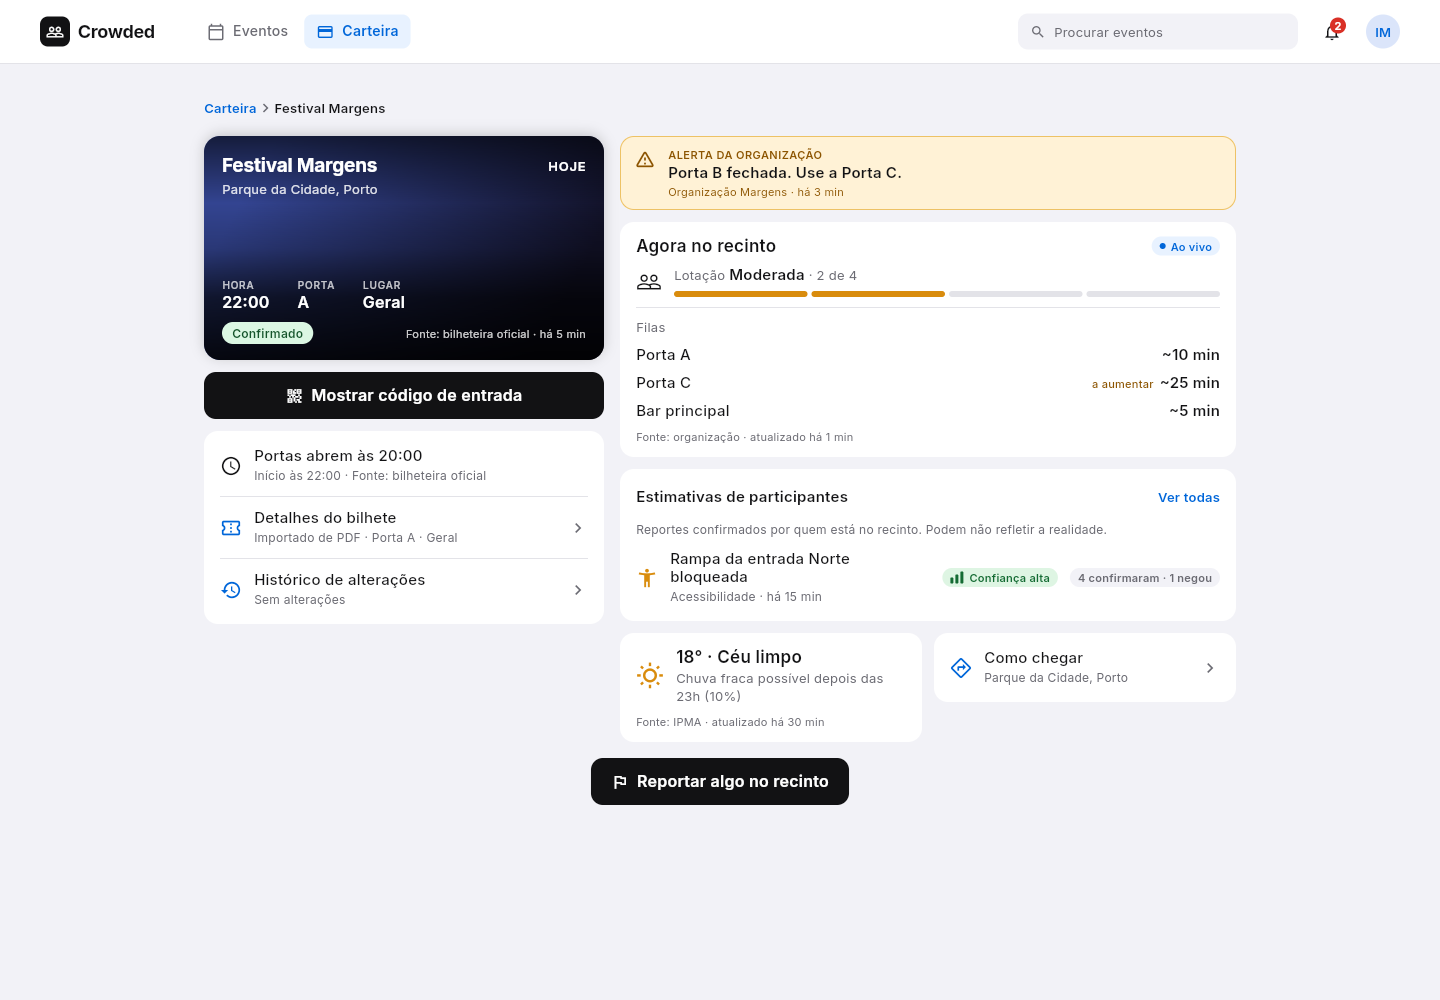 Crowded
Eventos
Carteira
Procurar eventos
2
IM
Carteira
Festival Margens
Festival Margens
HOJE
Parque da Cidade, Porto
HORA
PORTA
LUGAR
22:00
A
Geral
Confirmado
Fonte: bilheteira oficial · há 5 min
Mostrar código de entrada
Portas abrem às 20:00
Início às 22:00 · Fonte: bilheteira oficial
Detalhes do bilhete
Importado de PDF · Porta A · Geral
Histórico de alterações
Sem alterações
ALERTA DA ORGANIZAÇÃO
Porta B fechada. Use a Porta C.
Organização Margens · há 3 min
Agora no recinto
Ao vivo
Lotação Moderada · 2 de 4
Filas
Porta A
~10 min
Porta C
a aumentar ~25 min
Bar principal
~5 min
Fonte: organização · atualizado há 1 min
Estimativas de participantes
Ver todas
Reportes confirmados por quem está no recinto. Podem não refletir a realidade.
Rampa da entrada Norte
bloqueada
Acessibilidade · há 15 min
Confiança alta
4 confirmaram · 1 negou
18° · Céu limpo
Chuva fraca possível depois das
23h (10%)
Fonte: IPMA · atualizado há 30 min
Como chegar
Parque da Cidade, Porto
Reportar algo no recinto